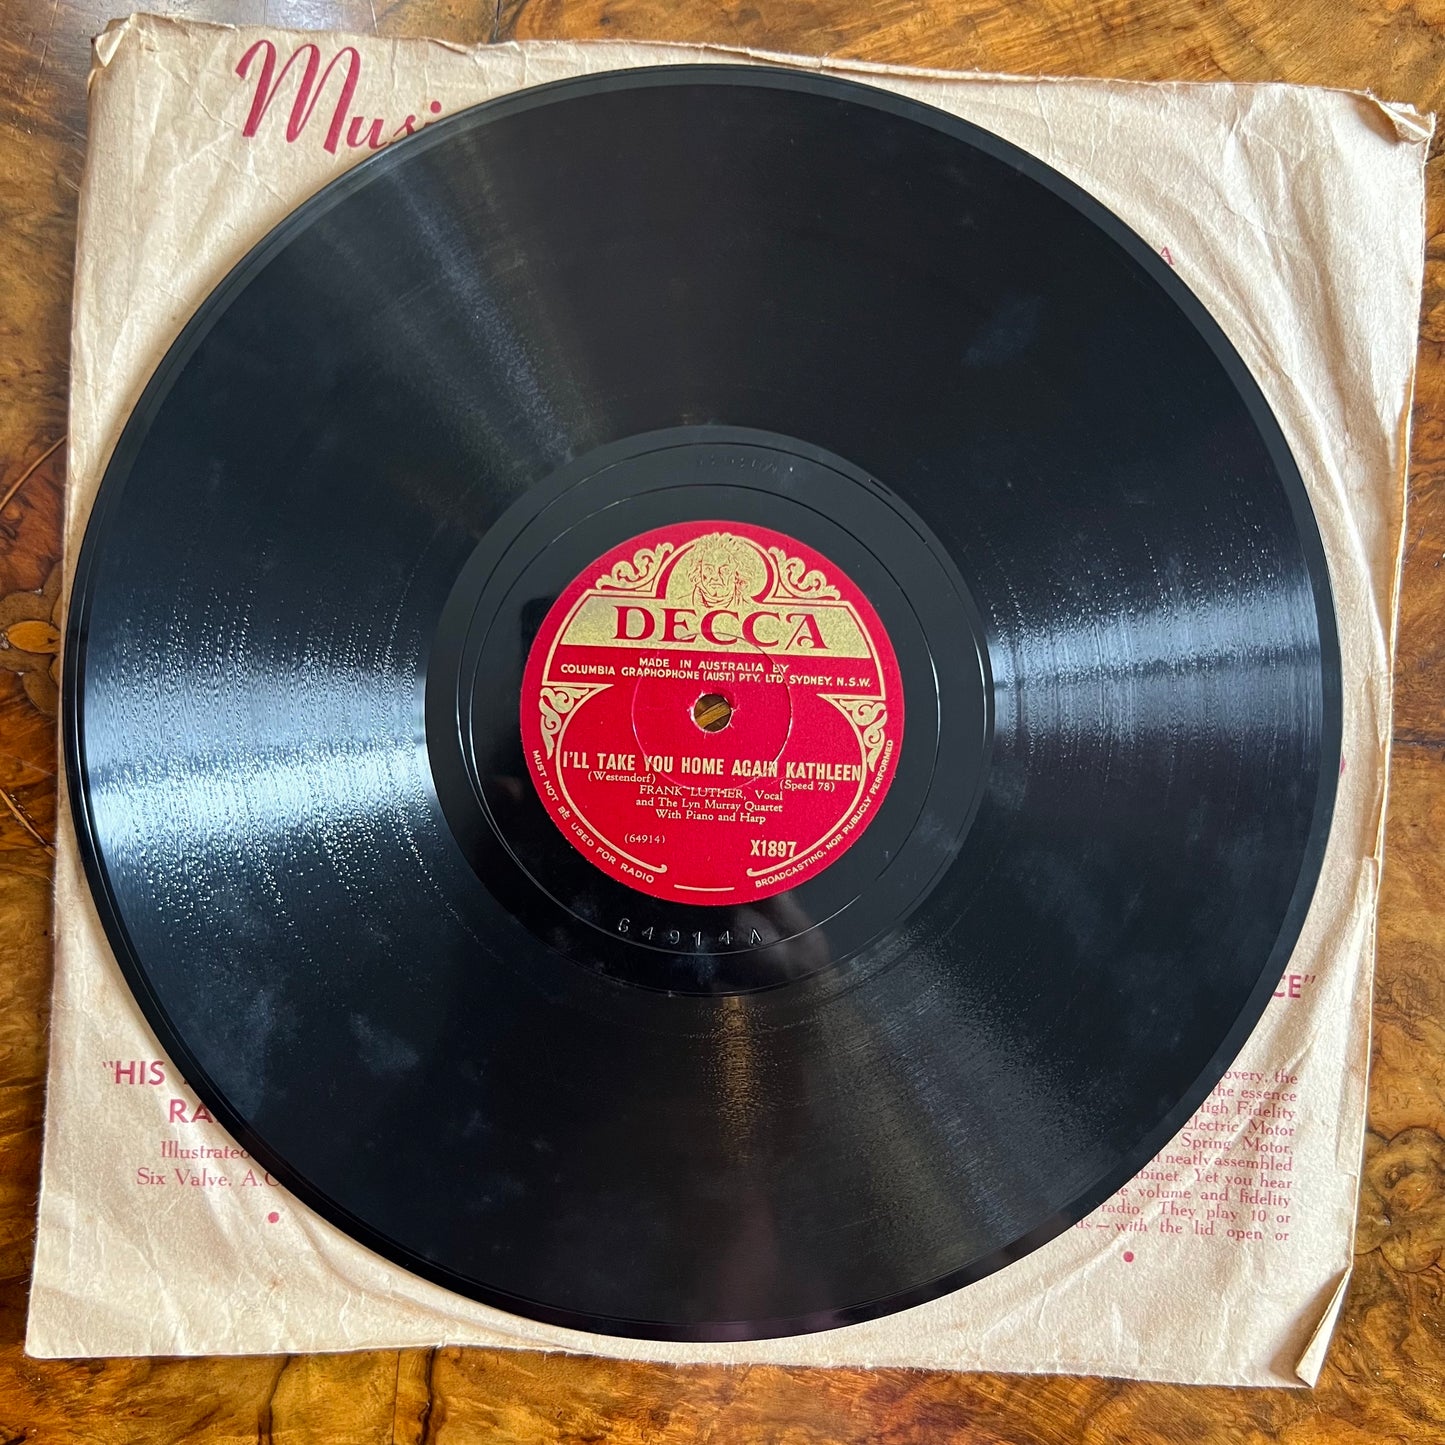 Musi
A
DECCA
MADE IN AUSTRALIA BY
COLUMBIA GRAPHOPHONE (AUST.) PTY. LTD. SYDNEY, N.S.W.
I'LL TAKE YOU HOME AGAIN KATHLEEN
(Westendorf) (Speed 78)
FRANK LUTHER, Vocal
and The Lyn Murray Quartet
With Piano and Harp
(64914) X1897
MUST NOT BE USED FOR RADIO BROADCASTING, NOR PUBLICLY PERFORMED
64914A
CE"
"HIS
RA
Illustrated
Six Valve. A.C
overy, the
the essence
High Fidelity
Electric Motor
Spring Motor,
neatly assembled
binet. Yet you hear
volume and fidelity
radio. They play 10 or
ds — with the lid open or